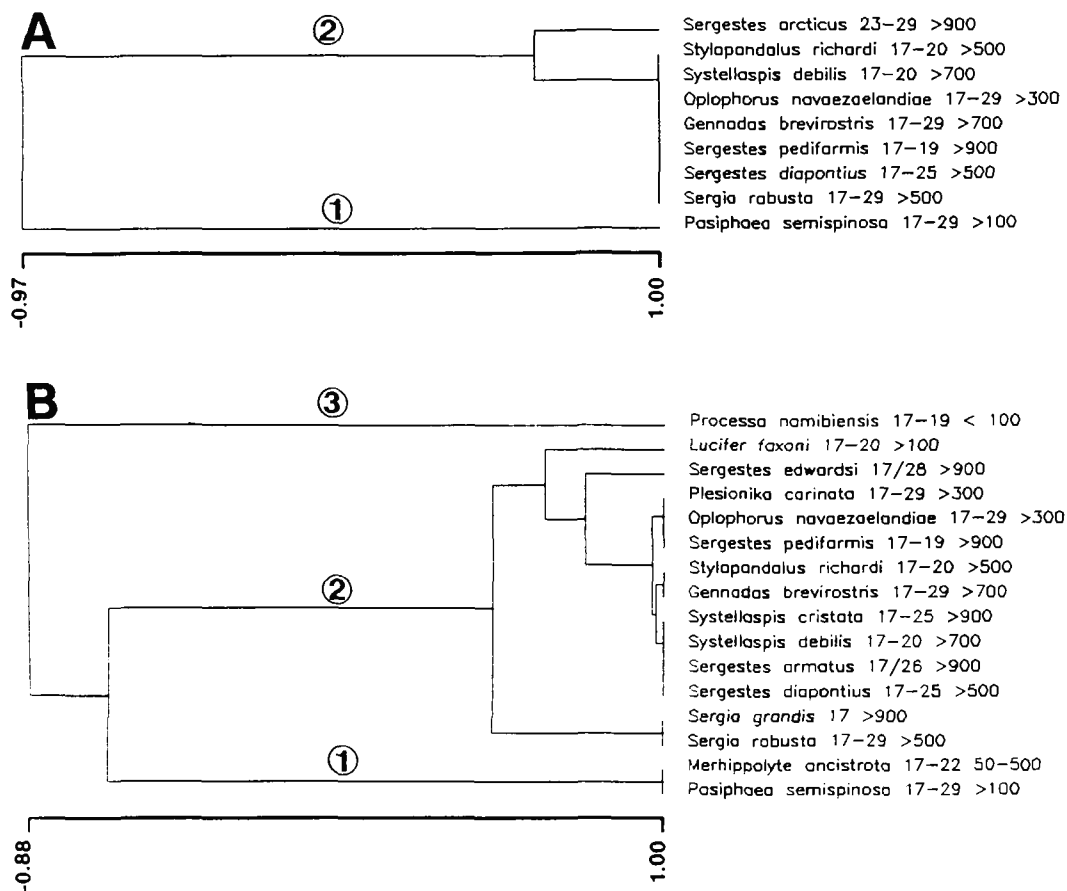 A
②
Sergestes arcticus 23-29 >900
Stylopandalus richardi 17-20 >500
Systellaspis debilis 17-20 >700
Oplophorus novaezaelandiae 17-29 >300
Gennadas brevirostris 17-29 >700
Sergestes pediformis 17-19 >900
Sergestes diapontius 17-25 >500
Sergia robusta 17-29 >500
①
Pasiphaea semispinosa 17-29 >100
-0.97
1.00
B
③
Processa namibiensis 17-19 < 100
Lucifer faxoni 17-20 >100
Sergestes edwardsi 17/28 >900
Plesionika carinata 17-29 >300
Oplophorus novaezaelandiae 17-29 >300
Sergestes pediformis 17-19 >900
Stylopandalus richardi 17-20 >500
②
Gennadas brevirostris 17-29 >700
Systellaspis cristata 17-25 >900
Systellaspis debilis 17-20 >700
Sergestes armatus 17/26 >900
Sergestes diapontius 17-25 >500
Sergia grandis 17 >900
Sergia robusta 17-29 >500
①
Merhippolyte ancistrota 17-22 50-500
Pasiphaea semispinosa 17-29 >100
-0.88
1.00